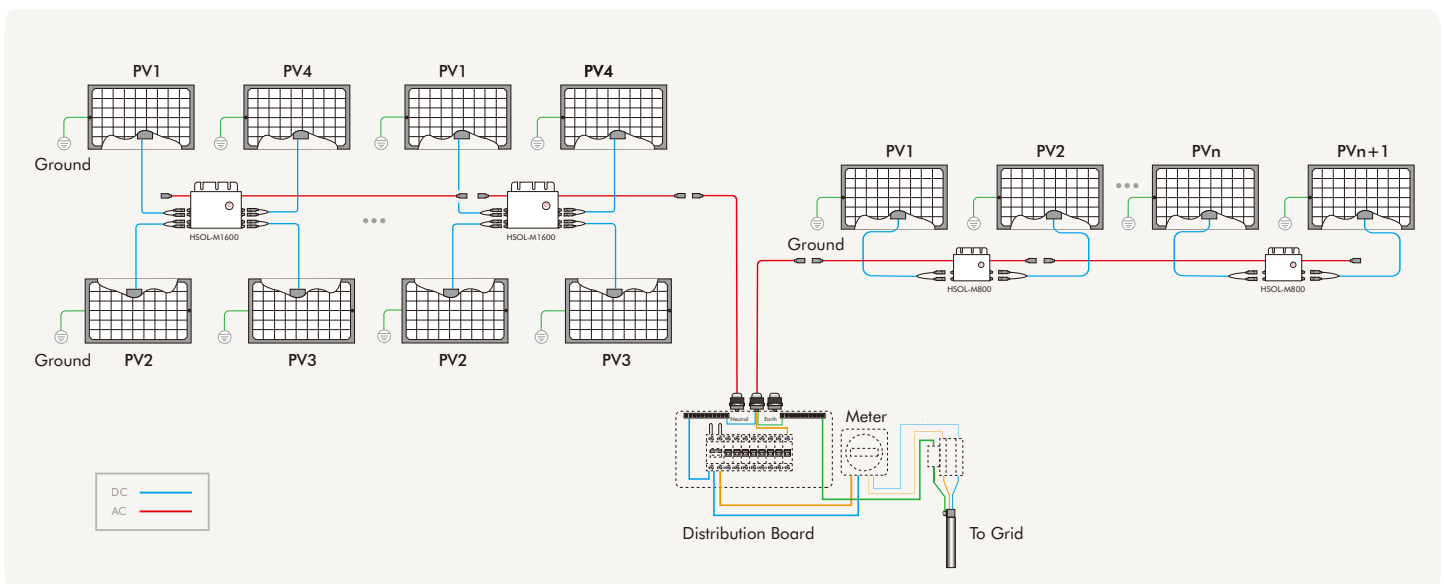 PV1
PV4
PV1
PV4
Ground
HSOL-M1600
HSOL-M1600
Ground
PV2
PV3
PV2
PV3
PV1
PV2
PVn
PVn+1
Ground
HSOL-M800
HSOL-M800
Neutral
Earth
Meter
Distribution Board
To Grid
DC
AC